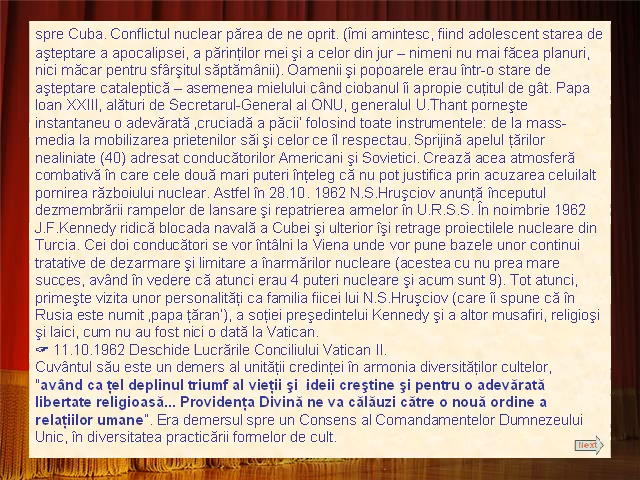 spre Cuba. Conflictul nuclear părea de ne oprit. (îmi amintesc, fiind adolescent starea de
aşteptare a apocalipsei, a părinţilor mei şi a celor din jur – nimeni nu mai făcea planuri,
nici măcar pentru sfârşitul săptămânii). Oamenii şi popoarele erau într-o stare de
aşteptare cataleptică – asemenea mielului când ciobanul îi apropie cuţitul de gât. Papa
Ioan XXIII, alături de Secretarul-General al ONU, generalul U.Thant porneşte
instantaneu o adevărată ‚cruciadă a păcii’ folosind toate instrumentele: de la mass-
media la mobilizarea prietenilor săi şi celor ce îl respectau. Sprijină apelul ţărilor
nealiniate (40) adresat conducătorilor Americani şi Sovietici. Crează acea atmosferă
combativă în care cele două mari puteri înţeleg că nu pot justifica prin acuzarea celuilalt
pornirea războiului nuclear. Astfel în 28.10. 1962 N.S.Hruşciov anunţă începutul
dezmembrării rampelor de lansare şi repatrierea armelor în U.R.S.S. În noimbrie 1962
J.F.Kennedy ridică blocada navală a Cubei şi ulterior îşi retrage proiectilele nucleare din
Turcia. Cei doi conducători se vor întâlni la Viena unde vor pune bazele unor continui
tratative de dezarmare şi limitare a înarmărilor nucleare (acestea cu nu prea mare
succes, având în vedere că atunci erau 4 puteri nucleare şi acum sunt 9). Tot atunci,
primeşte vizita unor personalităţi ca familia fiicei lui N.S.Hruşciov (care îi spune că în
Rusia este numit ‚papa ţăran’), a soţiei preşedintelui Kennedy şi a altor musafiri, religioşi
şi laici, cum nu au fost nici o dată la Vatican.
☞ 11.10.1962 Deschide Lucrările Conciliului Vatican II.
Cuvântul său este un demers al unităţii credinţei în armonia diversităţilor cultelor,
"având ca ţel deplinul triumf al vieţii şi ideii creştine şi pentru o adevărată
libertate religioasă... Providenţa Divină ne va călăuzi către o nouă ordine a
relaţiilor umane”. Era demersul spre un Consens al Comandamentelor Dumnezeului
Unic, în diversitatea practicării formelor de cult.
Next